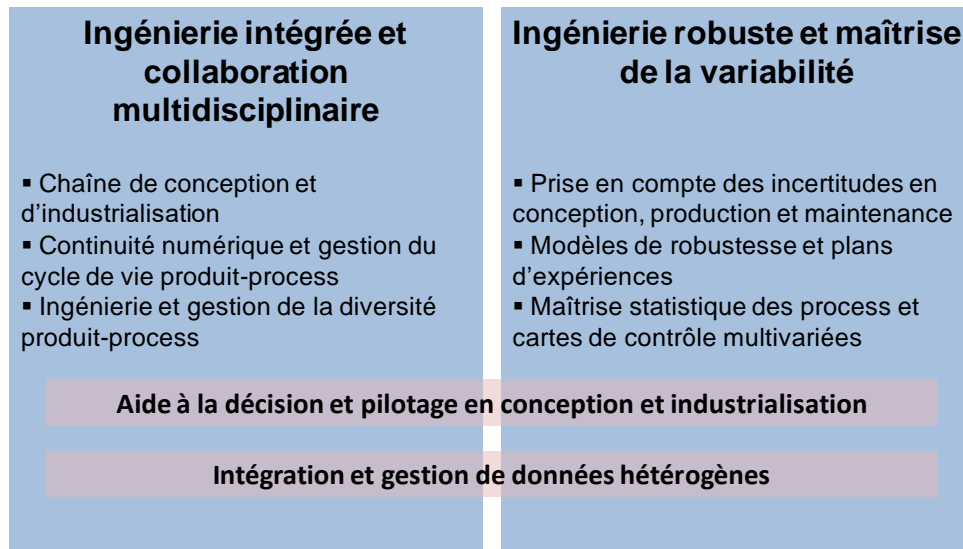 Ingénierie intégrée et
collaboration
multidisciplinaire
▪ Chaîne de conception et
d'industrialisation
▪ Continuité numérique et gestion du
cycle de vie produit-process
▪ Ingénierie et gestion de la diversité
produit-process
Ingénierie robuste et maîtrise
de la variabilité
▪ Prise en compte des incertitudes en
conception, production et maintenance
▪ Modèles de robustesse et plans
d'expériences
▪ Maîtrise statistique des process et
cartes de contrôle multivariées
Aide à la décision et pilotage en conception et industrialisation
Intégration et gestion de données hétérogènes